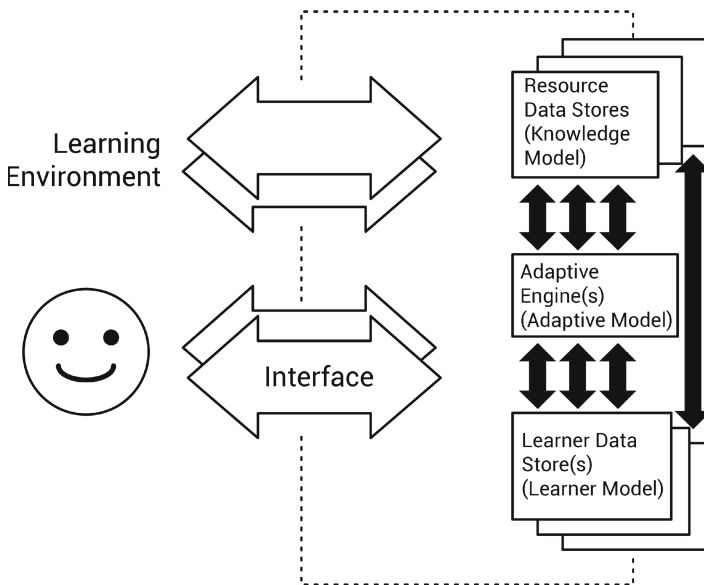 Learning
Environment
Interface
Resource
Data Stores
(Knowledge
Model)
Adaptive
Engine(s)
(Adaptive Model)
Learner Data
Store(s)
(Learner Model)